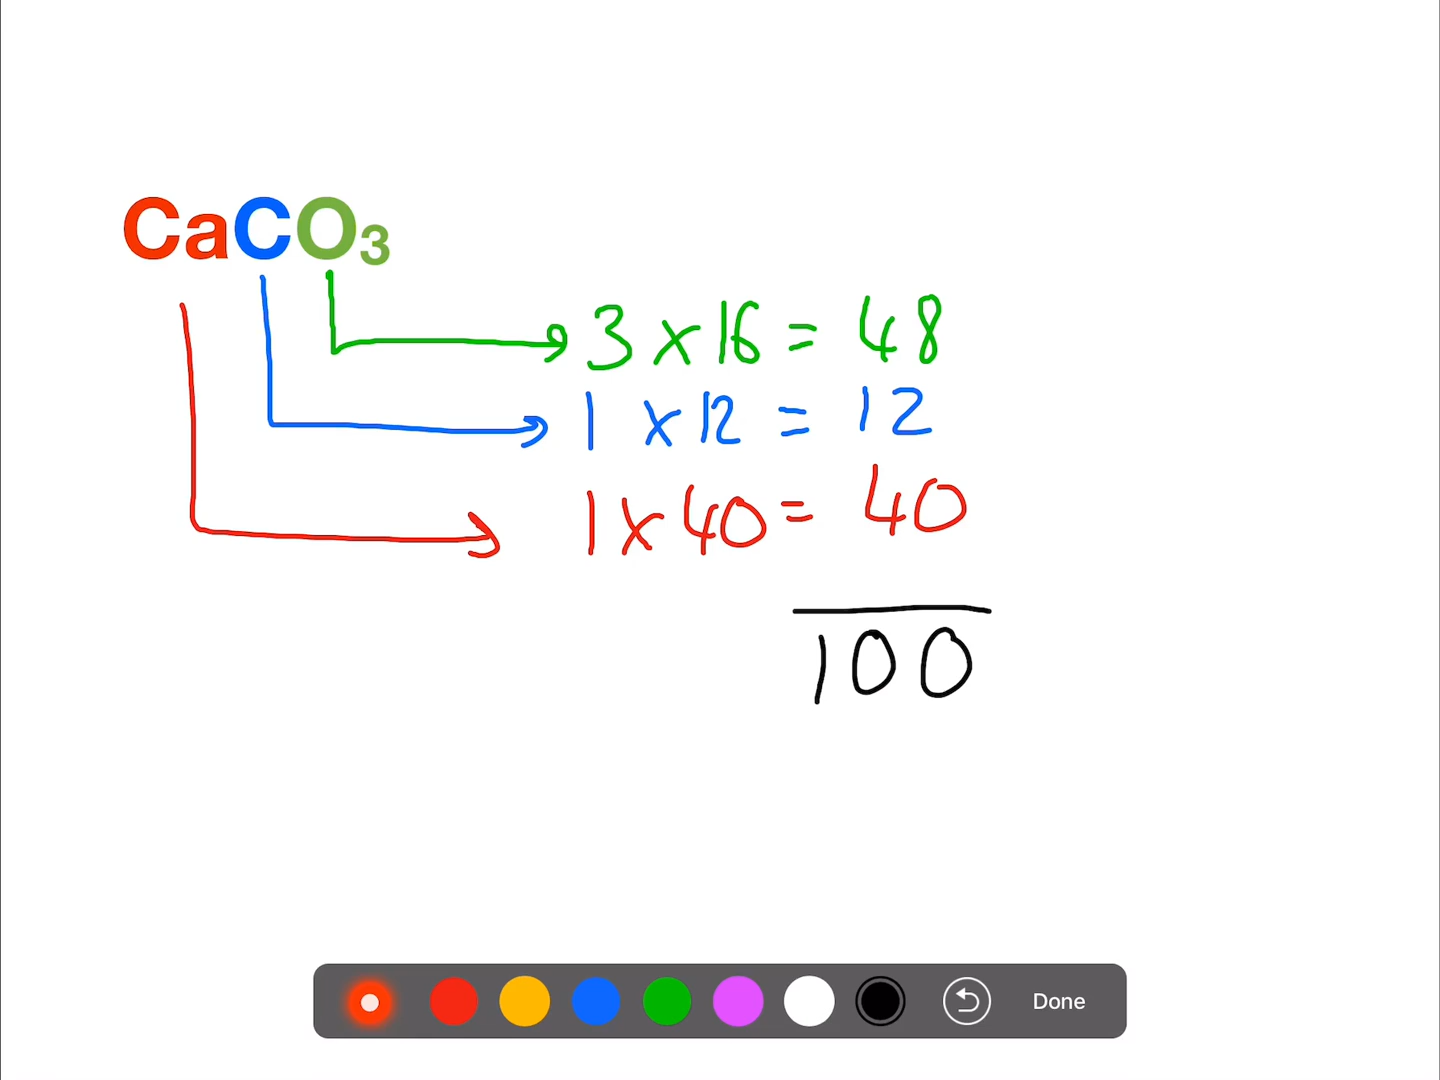 CaCO₃
3 x 16 = 48
1 x 12 = 12
1 x 40 = 40
100
Done